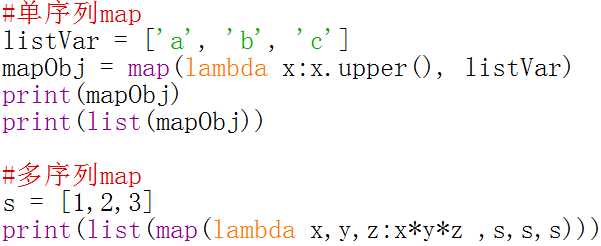 #单序列map
listVar = ['a', 'b', 'c']
mapObj = map(lambda x:x.upper(), listVar)
print(mapObj)
print(list(mapObj))
#多序列map
s = [1,2,3]
print(list(map(lambda x,y,z:x*y*z ,s,s,s)))